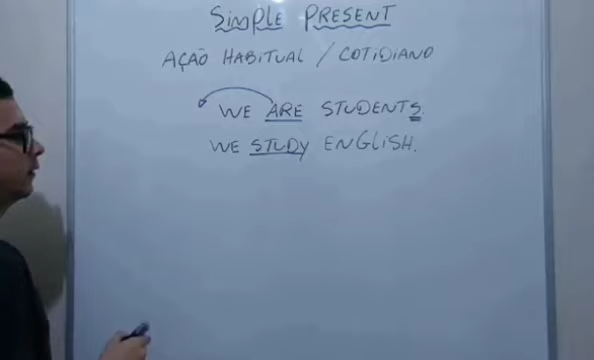 SIMPLE PRESENT
AÇÃO HABITUAL / COTIDIANO
WE ARE STUDENTS.
WE STUDY ENGLISH.